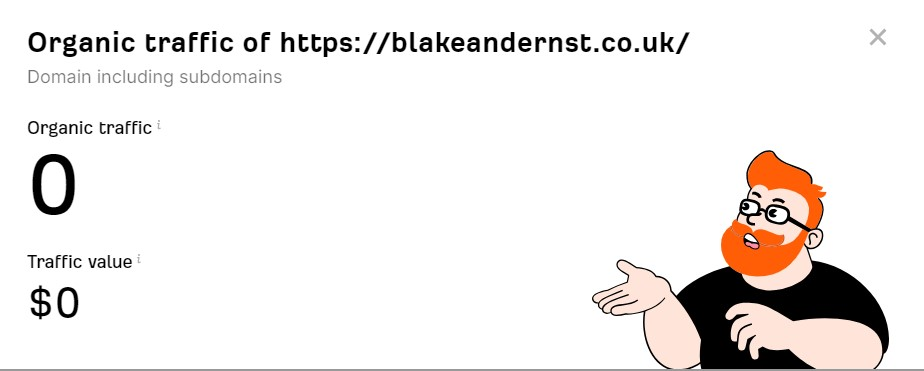 Organic traffic of https://blakeandernst.co.uk/
Domain including subdomains
Organic traffic i
0
Traffic value i
$0